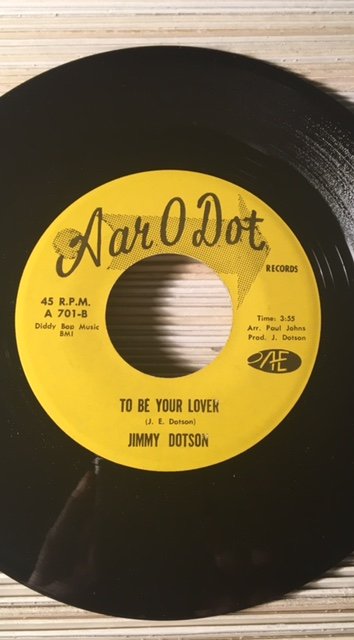 Aar O Dot
RECORDS
45 R.P.M.
A 701-B
Diddy Bop Music
BMI
Time: 3:55
Arr. Paul Johns
Prod. J. Dotson
TO BE YOUR LOVER
(J. E. Dotson)
JIMMY DOTSON